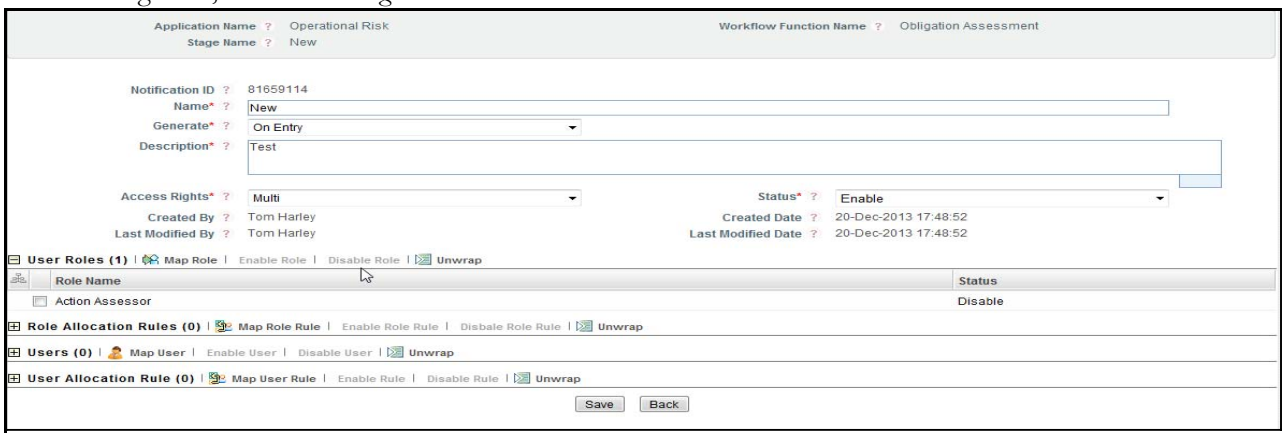 Application Name ? Operational Risk Workflow Function Name ? Obligation Assessment
Stage Name ? New
Notification ID ? 81659114
Name* ? New
Generate* ? On Entry
Description* ? Test
Access Rights* ? Multi Status* ? Enable
Created By ? Tom Harley Created Date ? 20-Dec-2013 17:48:52
Last Modified By ? Tom Harley Last Modified Date ? 20-Dec-2013 17:48:52
User Roles (1) | Map Role | Enable Role | Disable Role | Unwrap
Role Name Status
Action Assessor Disable
Role Allocation Rules (0) | Map Role Rule | Enable Role Rule | Disbale Role Rule | Unwrap
Users (0) | Map User | Enable User | Disable User | Unwrap
User Allocation Rule (0) | Map User Rule | Enable Rule | Disable Rule | Unwrap
Save Back